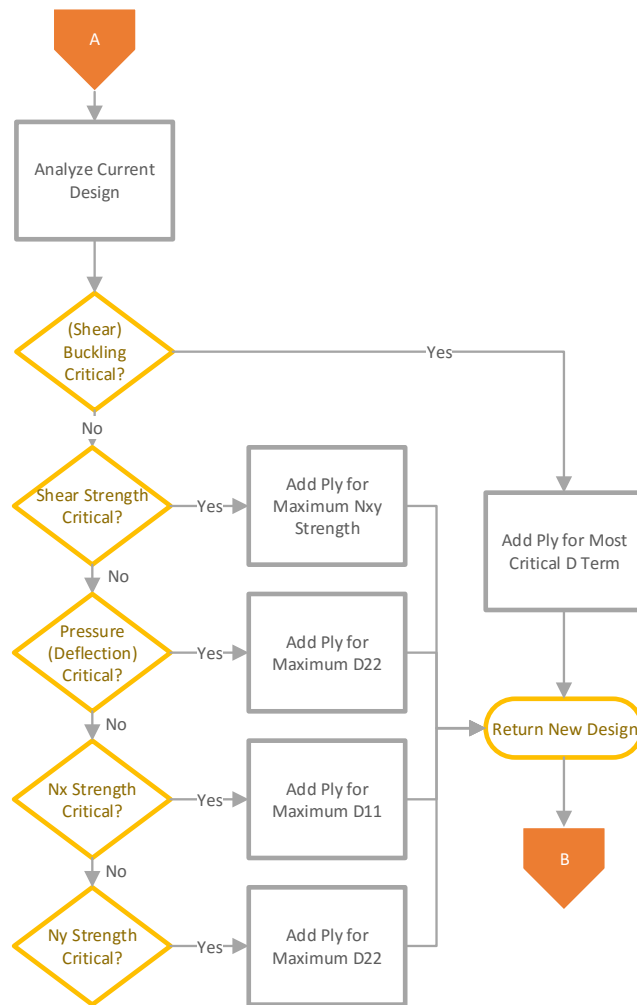 A
Analyze Current
Design
(Shear)
Buckling
Critical?
Yes
No
Shear Strength
Critical?
Yes
Add Ply for
Maximum Nxy
Strength
Add Ply for Most
Critical D Term
No
Pressure
(Deflection)
Critical?
Yes
Add Ply for
Maximum D22
Return New Design
No
Nx Strength
Critical?
Yes
Add Ply for
Maximum D11
B
No
Ny Strength
Critical?
Yes
Add Ply for
Maximum D22